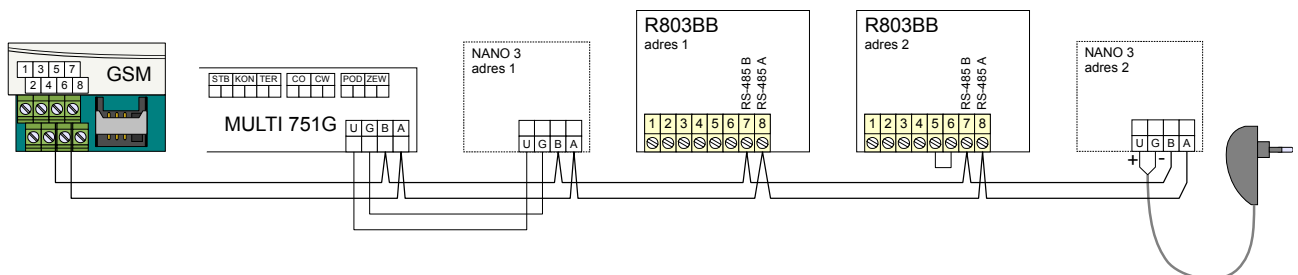 1 3 5 7
2 4 6 8
GSM
STB KON TER CO CW POD ZEW
MULTI 751G
U G B A
NANO 3
adres 1
U G B A
R803BB
adres 1
RS-485 B
RS-485 A
1 2 3 4 5 6 7 8
R803BB
adres 2
RS-485 B
RS-485 A
1 2 3 4 5 6 7 8
NANO 3
adres 2
U G B A
+ -